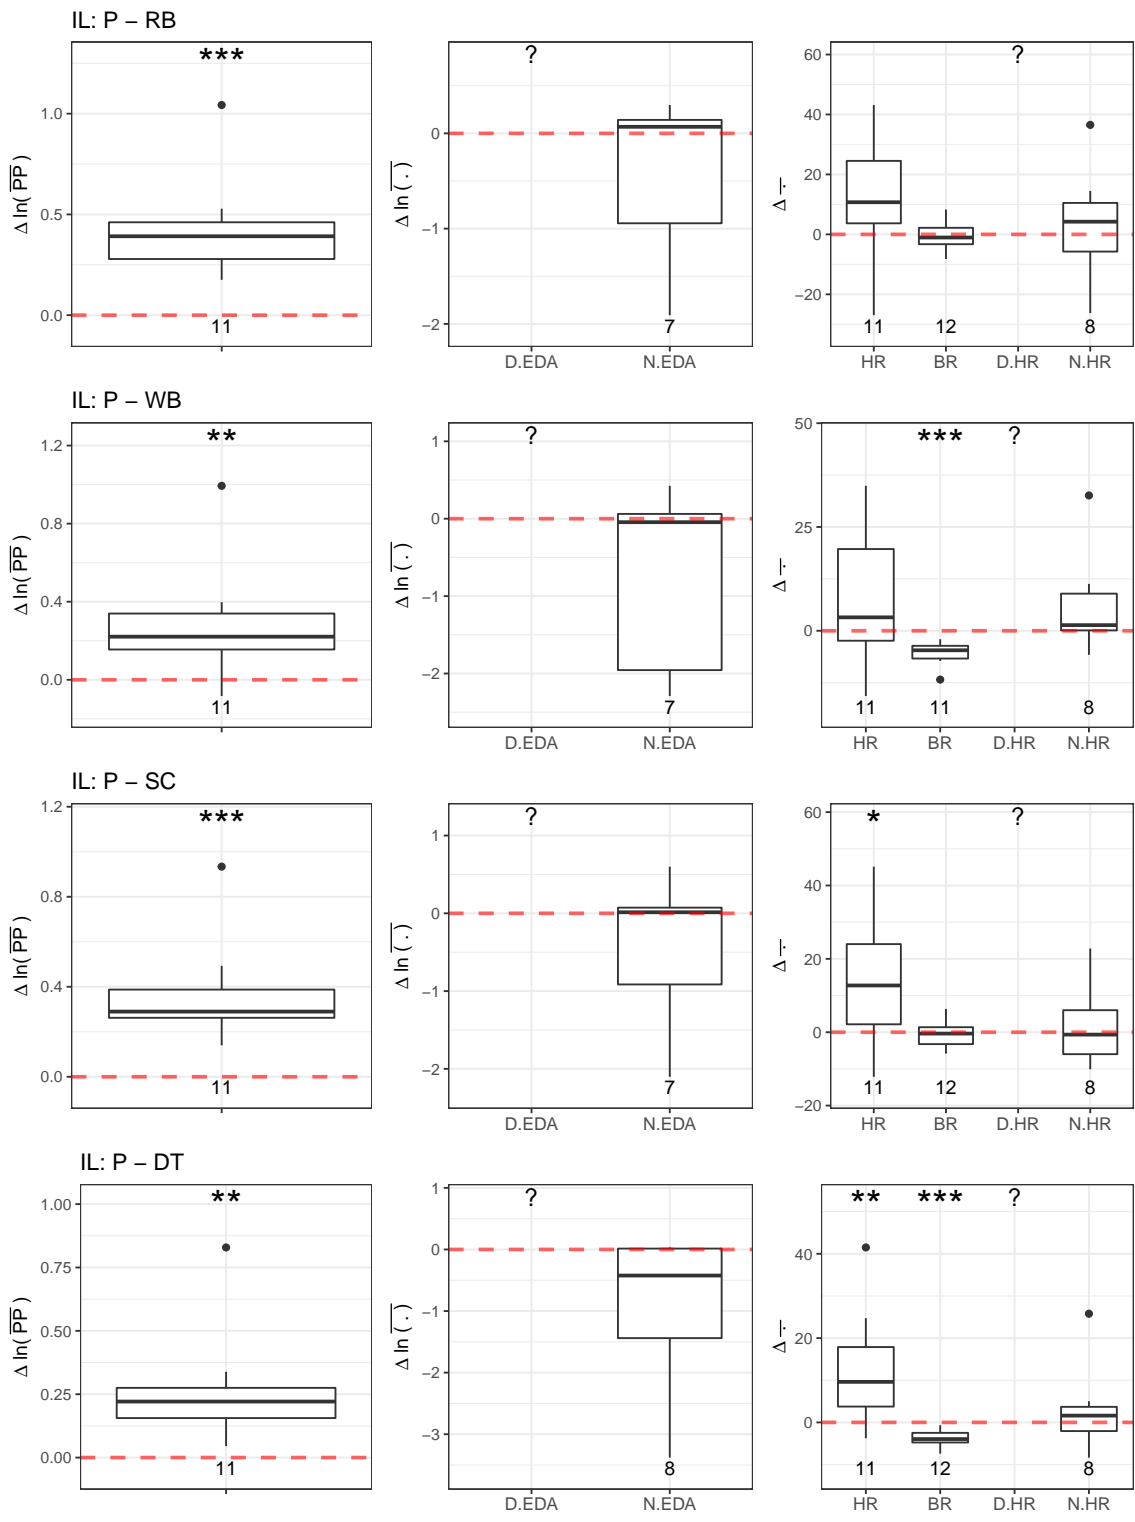 IL: P − RB
Δ ln( PP )
1.0
0.5
0.0
***
11
Δ ln ( . )
0
−1
−2
?
7
D.EDA N.EDA
Δ .
60
40
20
0
−20
?
11 12 8
HR BR D.HR N.HR
IL: P − WB
Δ ln( PP )
1.2
0.8
0.4
0.0
**
11
Δ ln ( . )
1
0
−1
−2
?
7
D.EDA N.EDA
Δ .
50
25
0
*** ?
11 11 8
HR BR D.HR N.HR
IL: P − SC
Δ ln( PP )
1.2
0.8
0.4
0.0
***
11
Δ ln ( . )
1
0
−1
−2
?
7
D.EDA N.EDA
Δ .
60
40
20
0
−20
* ?
11 12 8
HR BR D.HR N.HR
IL: P − DT
Δ ln( PP )
1.00
0.75
0.50
0.25
0.00
**
11
Δ ln ( . )
1
0
−1
−2
−3
?
8
D.EDA N.EDA
Δ .
40
20
0
** *** ?
11 12 8
HR BR D.HR N.HR